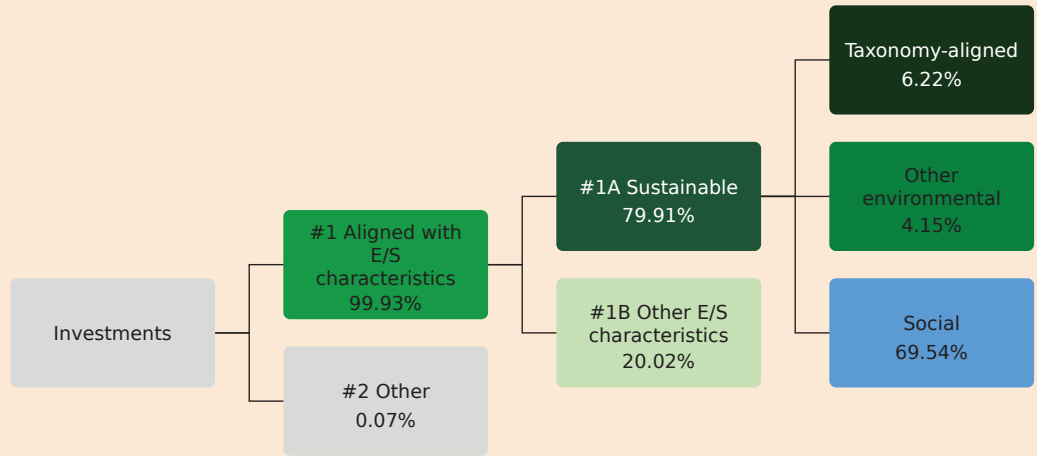 Investments
#1 Aligned with
E/S
characteristics
99.93%
#2 Other
0.07%
#1A Sustainable
79.91%
#1B Other E/S
characteristics
20.02%
Taxonomy-aligned
6.22%
Other
environmental
4.15%
Social
69.54%